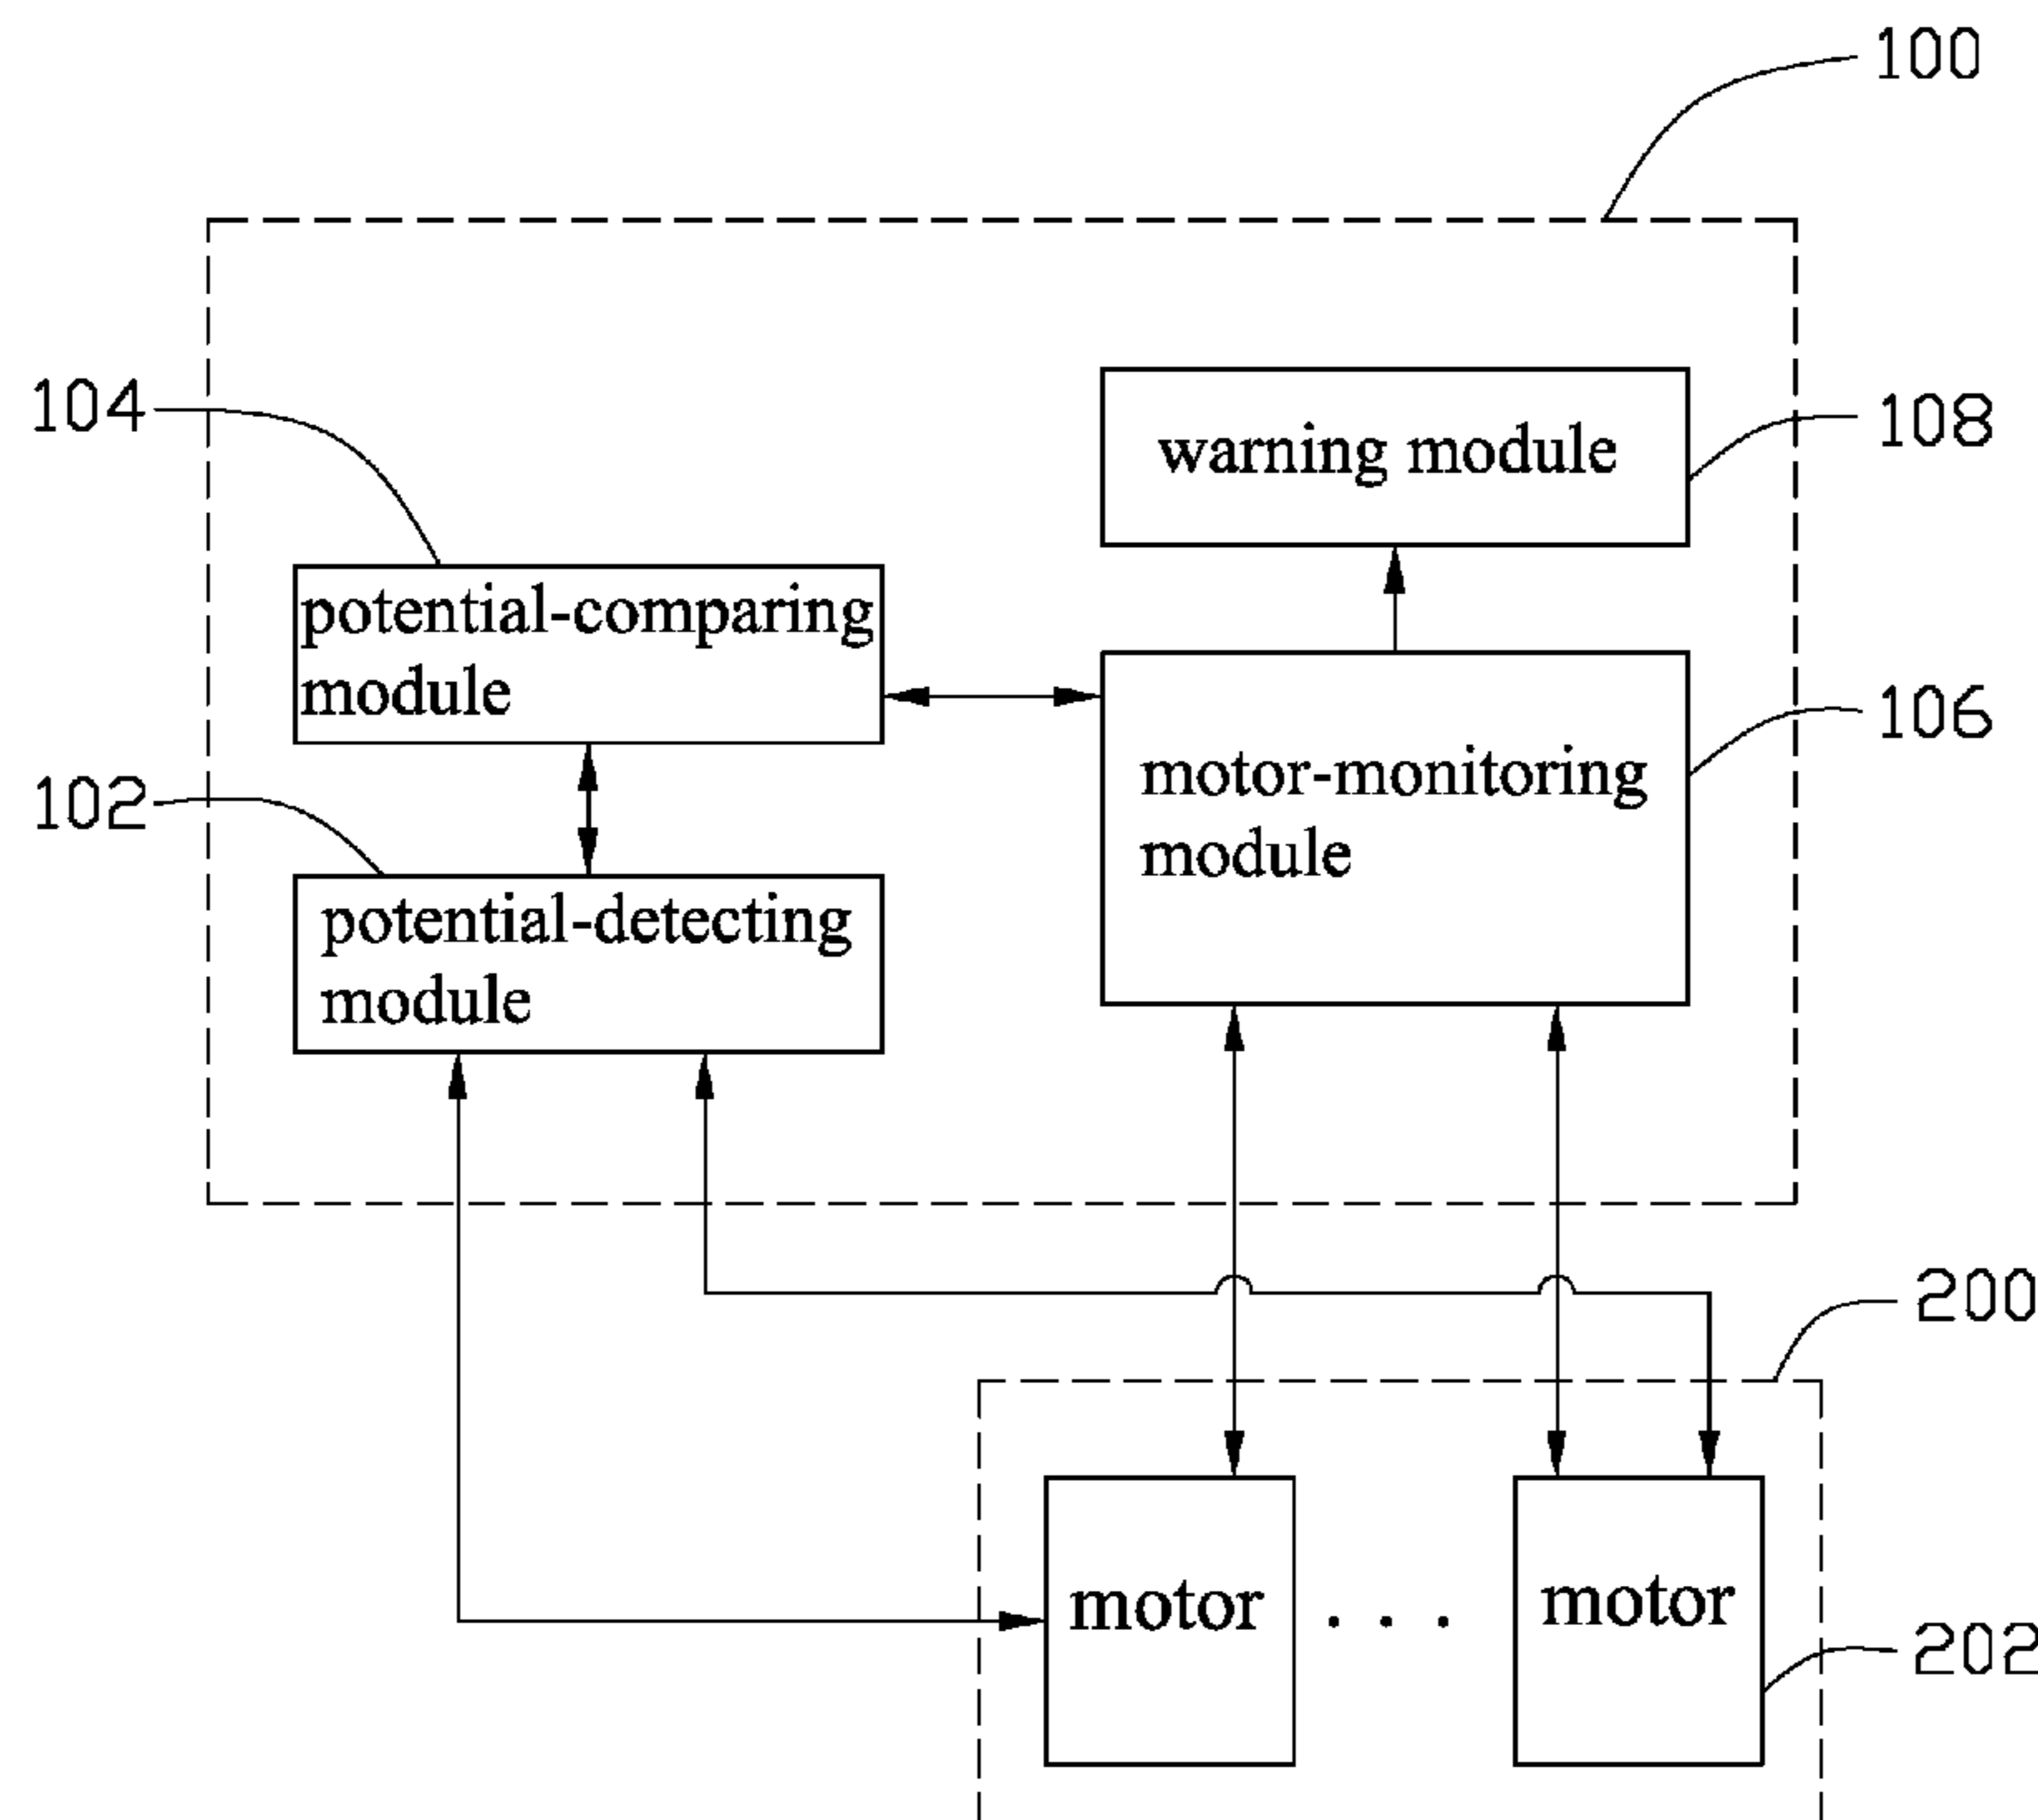 100
104
warning module
108
potential-comparing
module
106
motor-monitoring
module
102
potential-detecting
module
200
motor
. . .
motor
202